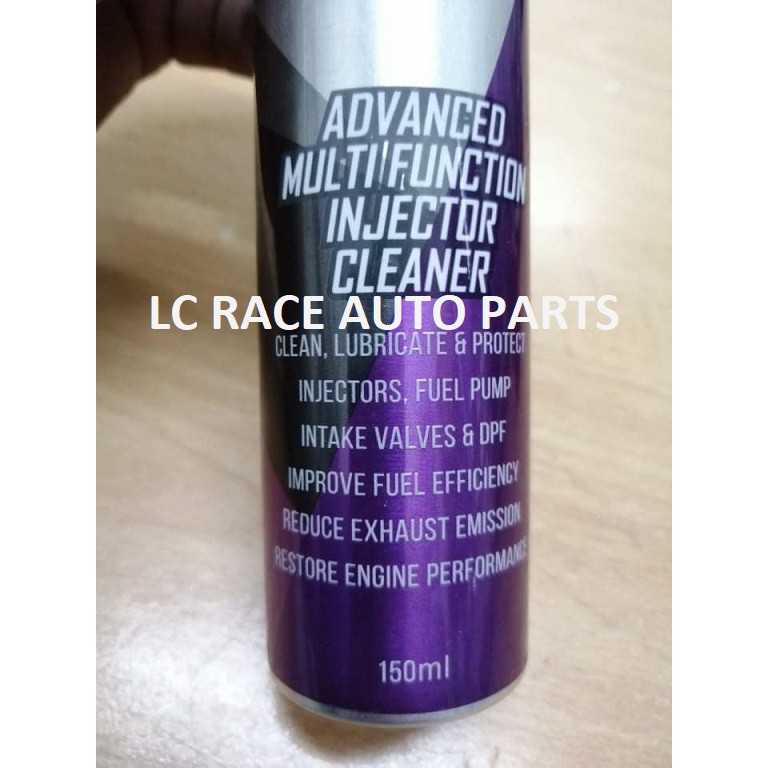 ADVANCED
MULTI FUNCTION
INJECTOR
CLEANER
LC RACE AUTO PARTS
CLEAN, LUBRICATE & PROTECT
INJECTORS, FUEL PUMP
INTAKE VALVES & DPF
IMPROVE FUEL EFFICIENCY
REDUCE EXHAUST EMISSION
RESTORE ENGINE PERFORMANCE
150ml